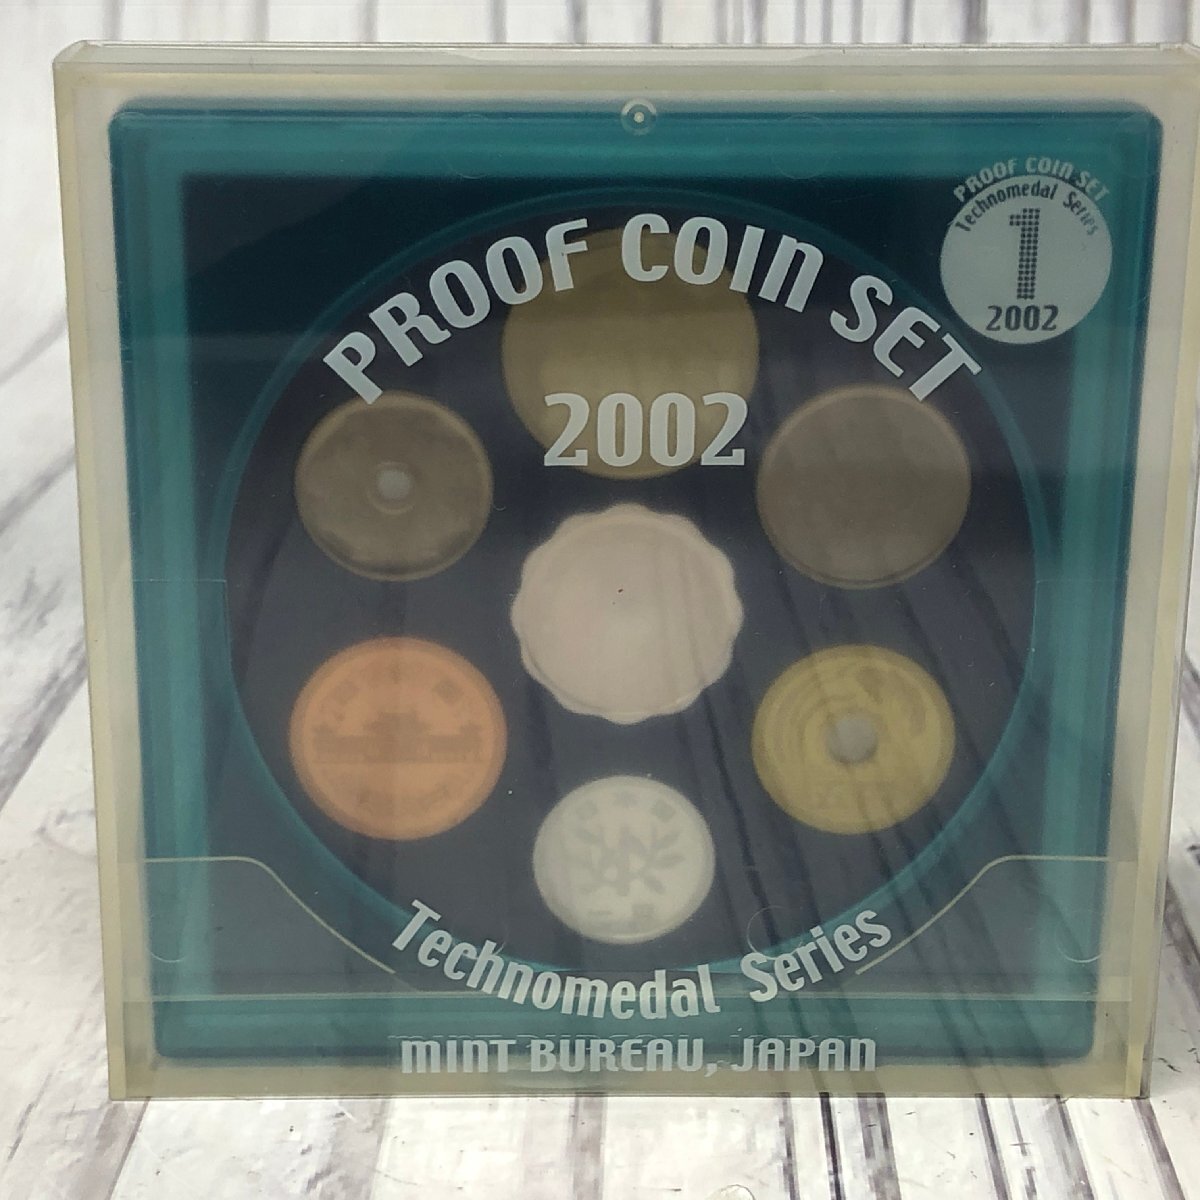 PROOF COIN SET
Technomedal Series
1
2002
PROOF COIN SET
2002
Technomedal Series
MINT BUREAU, JAPAN